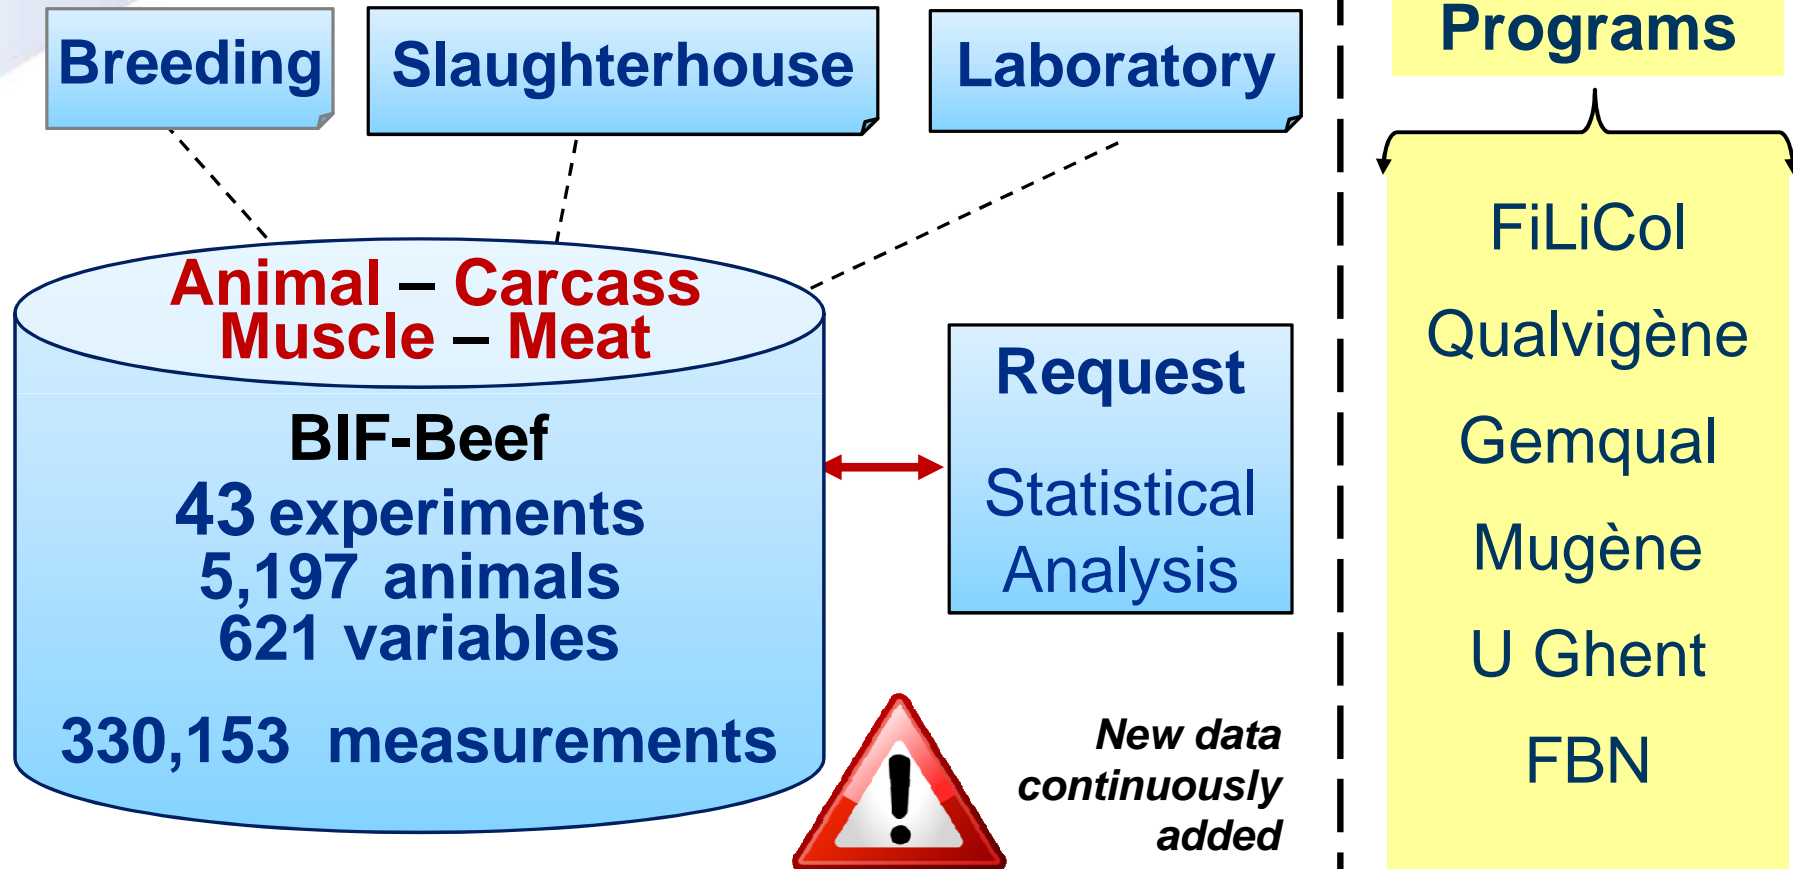 Breeding
Slaughterhouse
Laboratory
Animal – Carcass
Muscle – Meat
BIF-Beef
43 experiments
5,197 animals
621 variables
330,153 measurements
Request
Statistical
Analysis
New data
continuously
added
Programs
FiLiCol
Qualvigène
Gemqual
Mugène
U Ghent
FBN